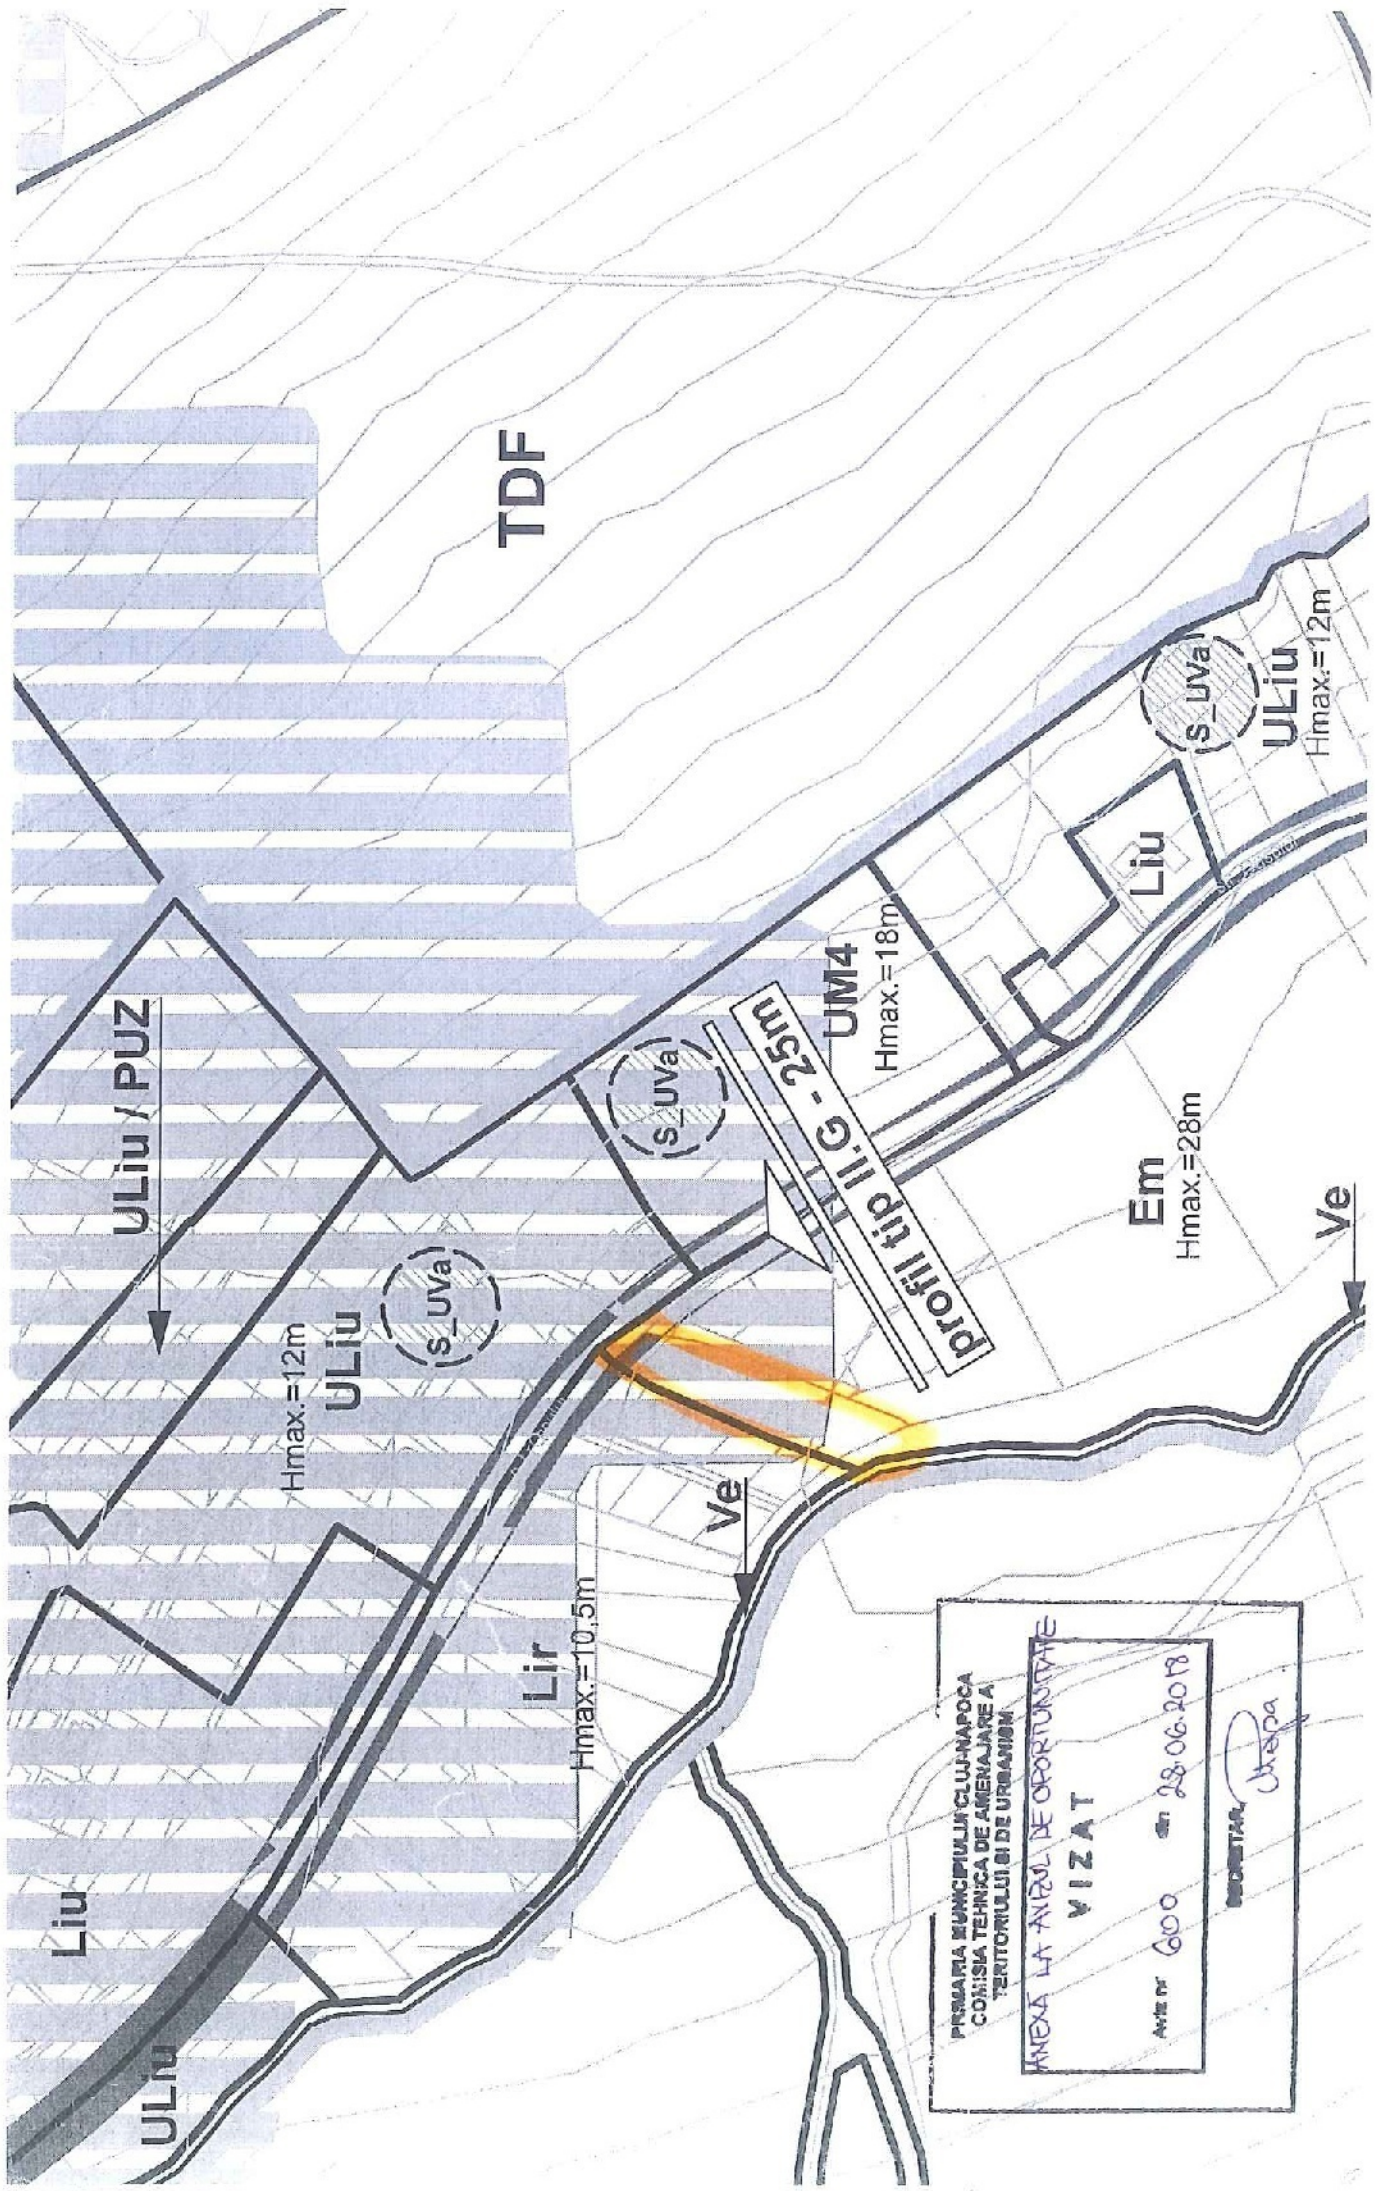 Liu
ULiu
ULiu / PUZ
Hmax.=12m
ULiu
S_UVa
Lir
Hmax.=10,5m
Ve
S_UVa
TDF
UM4
Hmax.=18m
profil tip II.G - 25m
Em
Hmax.=28m
Ve
Liu
S_UVa
ULiu
Hmax.=12m
PRIMARIA MUNICIPIULUI CLUJ-NAPOCA
COMISIA TEHNICA DE AMENAJARE A
TERITORIULUI SI DE URBANISM
ANEXĂ LA AVIZUL DE OPORTUNITATE
VIZAT
Aviz nr 600 din 28.06.2018
SECRETAR,